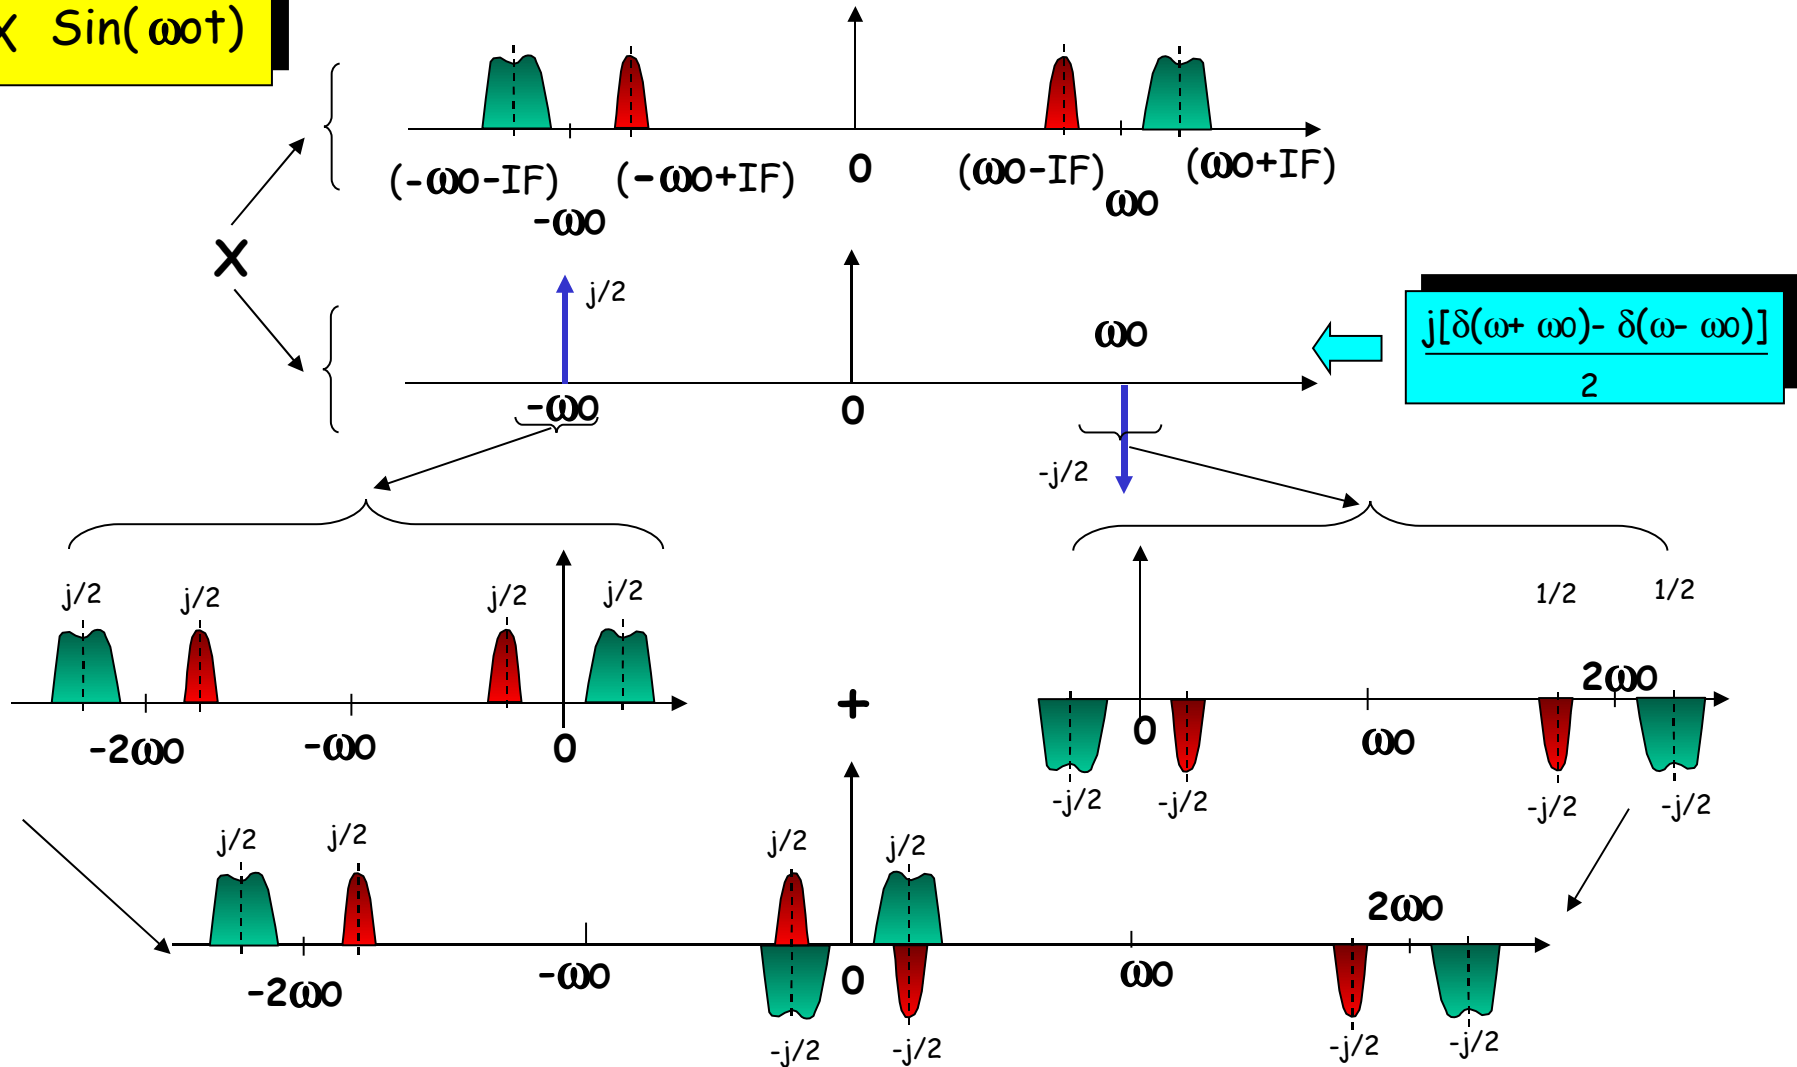 X Sin(ωot)
(-ωo-IF) (-ωo+IF) 0 (ωo-IF) (ωo+IF)
-ωo ωo
X
j/2
ωo
j[δ(ω+ ωo)- δ(ω- ωo)]
2
-ωo 0
-j/2
j/2 j/2 j/2 j/2 1/2 1/2
2ωo
+
-2ωo -ωo 0 0 ωo
-j/2 -j/2 -j/2 -j/2
j/2 j/2 j/2 j/2
2ωo
-2ωo -ωo 0 ωo
-j/2 -j/2 -j/2 -j/2